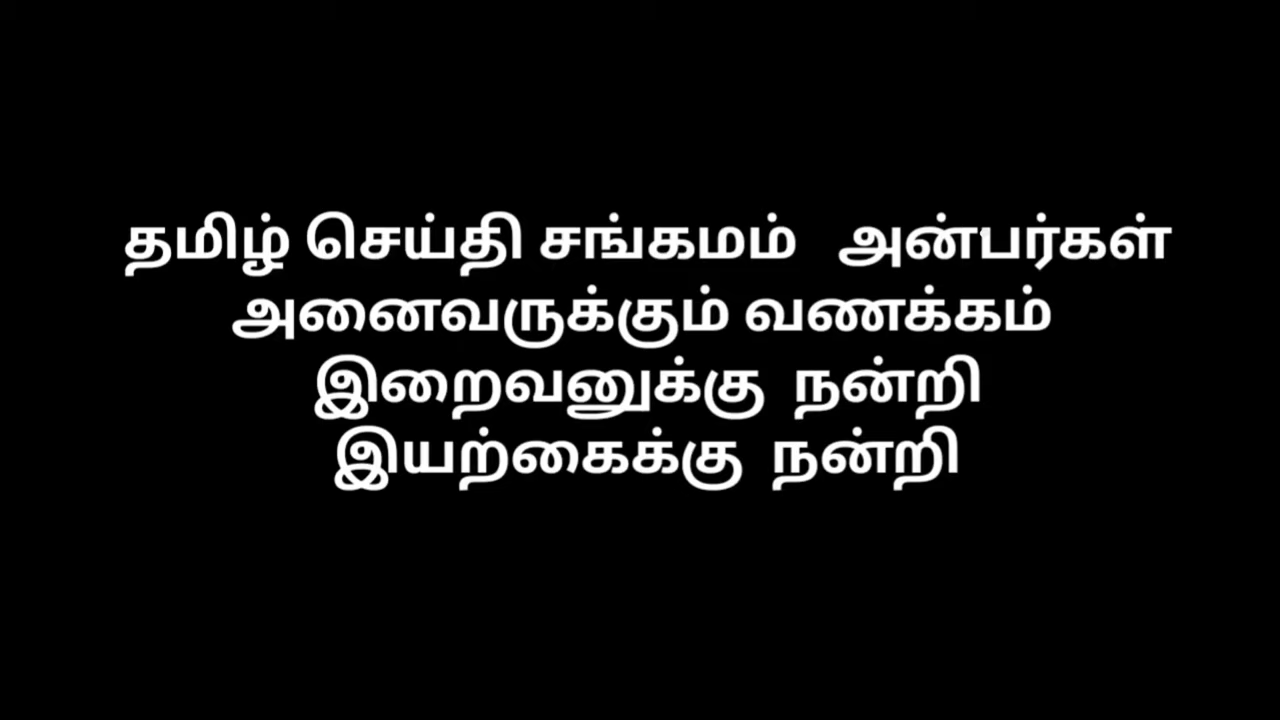 தமிழ் செய்தி சங்கமம் அன்பர்கள்
அனைவருக்கும் வணக்கம்
இறைவனுக்கு நன்றி
இயற்கைக்கு நன்றி